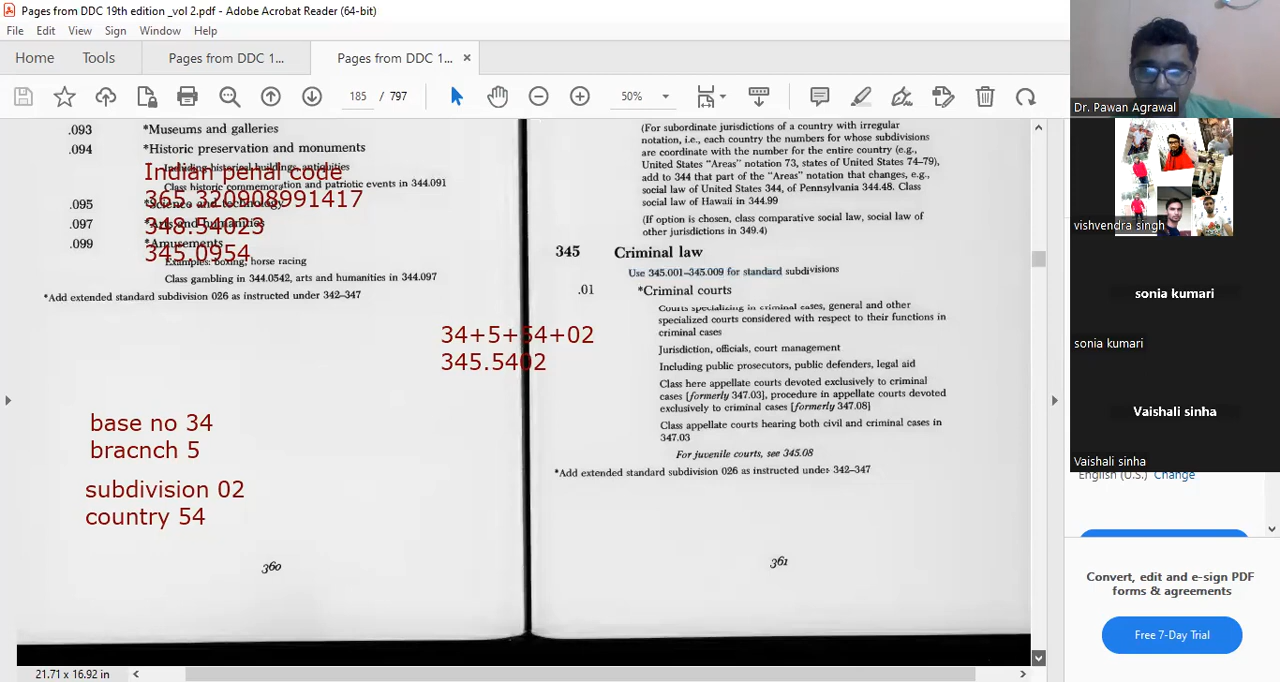 Pages from DDC 19th edition _vol 2.pdf - Adobe Acrobat Reader (64-bit)
File Edit View Sign Window Help
Home Tools Pages from DDC 1... Pages from DDC 1... ×
185 / 797 50%
.093 *Museums and galleries
.094 *Historic preservation and monuments
Including historical buildings, antiquities
Class historic commemoration and patriotic events in 344.091
.095 *Science and technology
.097 *Arts and humanities
.099 *Amusements
Examples: boxing, horse racing
Class gambling in 344.0542, arts and humanities in 344.097
*Add extended standard subdivision 026 as instructed under 342–347
360
Indian penal code
365.320908991417
348.54023
345.0954
base no 34
bracnch 5
subdivision 02
country 54
34+5+54+02
345.5402
(For subordinate jurisdictions of a country with irregular
notation, i.e., each country the numbers for whose subdivisions
are coordinate with the number for the entire country (e.g.,
United States "Areas" notation 73, states of United States 74–79),
add to 344 that part of the "Areas" notation that changes, e.g.,
social law of United States 344, of Pennsylvania 344.48. Class
social law of Hawaii in 344.99
(If option is chosen, class comparative social law, social law of
other jurisdictions in 349.4)
345 Criminal law
Use 345.001–345.009 for standard subdivisions
.01 *Criminal courts
Courts specializing in criminal cases, general and other
specialized courts considered with respect to their functions in
criminal cases
Jurisdiction, officials, court management
Including public prosecutors, public defenders, legal aid
Class here appellate courts devoted exclusively to criminal
cases [formerly 347.03], procedure in appellate courts devoted
exclusively to criminal cases [formerly 347.08]
Class appellate courts hearing both civil and criminal cases in
347.03
For juvenile courts, see 345.08
*Add extended standard subdivision 026 as instructed under 342–347
361
21.71 x 16.92 in
Dr. Pawan Agrawal
vishvendra singh
sonia kumari
sonia kumari
Vaishali sinha
Vaishali sinha
English (U.S.) Change
Convert, edit and e-sign PDF
forms & agreements
Free 7-Day Trial